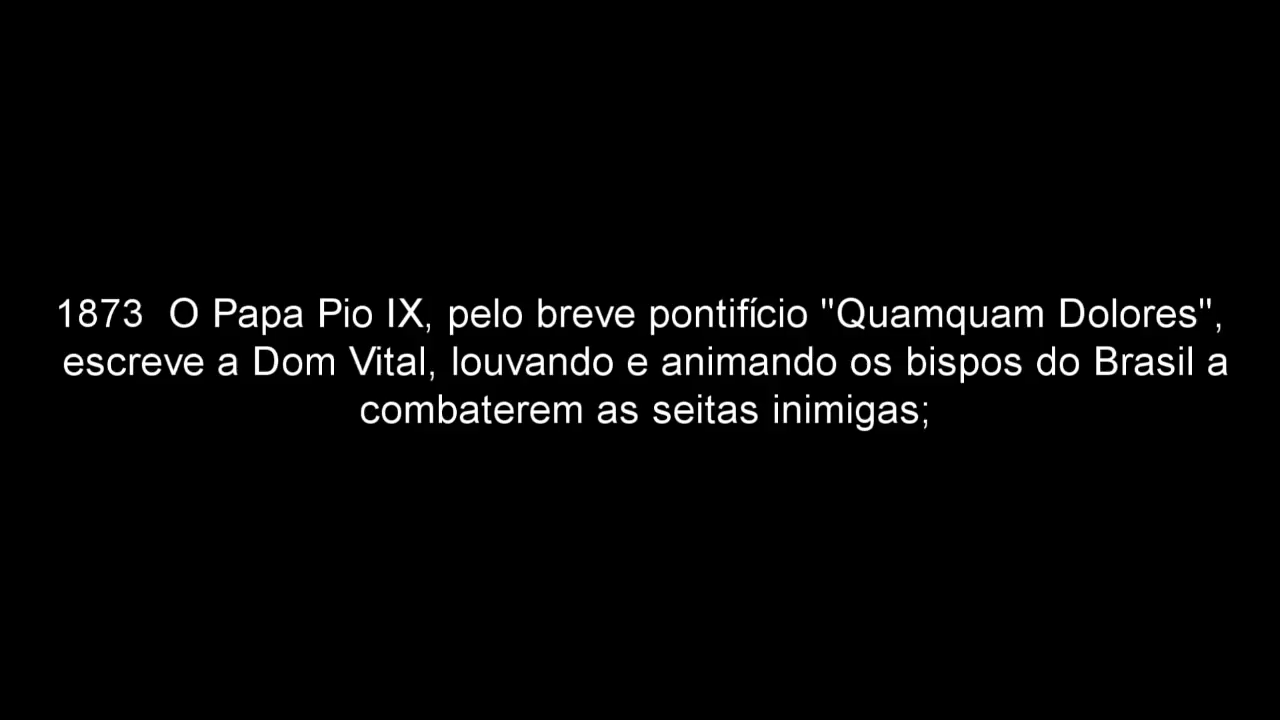 1873  O Papa Pio IX, pelo breve pontifício "Quamquam Dolores",
escreve a Dom Vital, louvando e animando os bispos do Brasil a
combaterem as seitas inimigas;